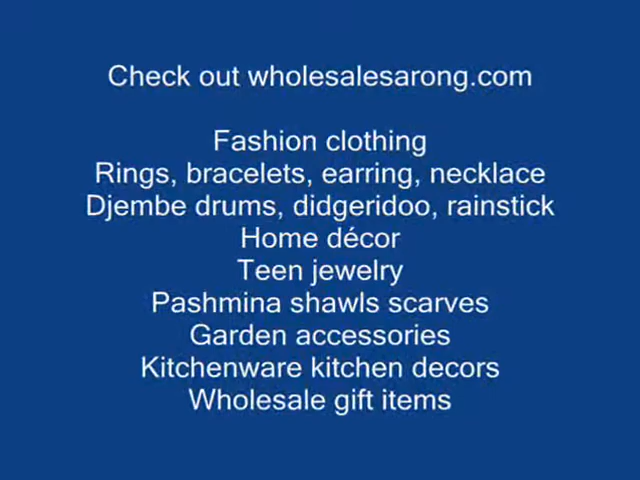 Check out wholesalesarong.com
Fashion clothing
Rings, bracelets, earring, necklace
Djembe drums, didgeridoo, rainstick
Home décor
Teen jewelry
Pashmina shawls scarves
Garden accessories
Kitchenware kitchen decors
Wholesale gift items